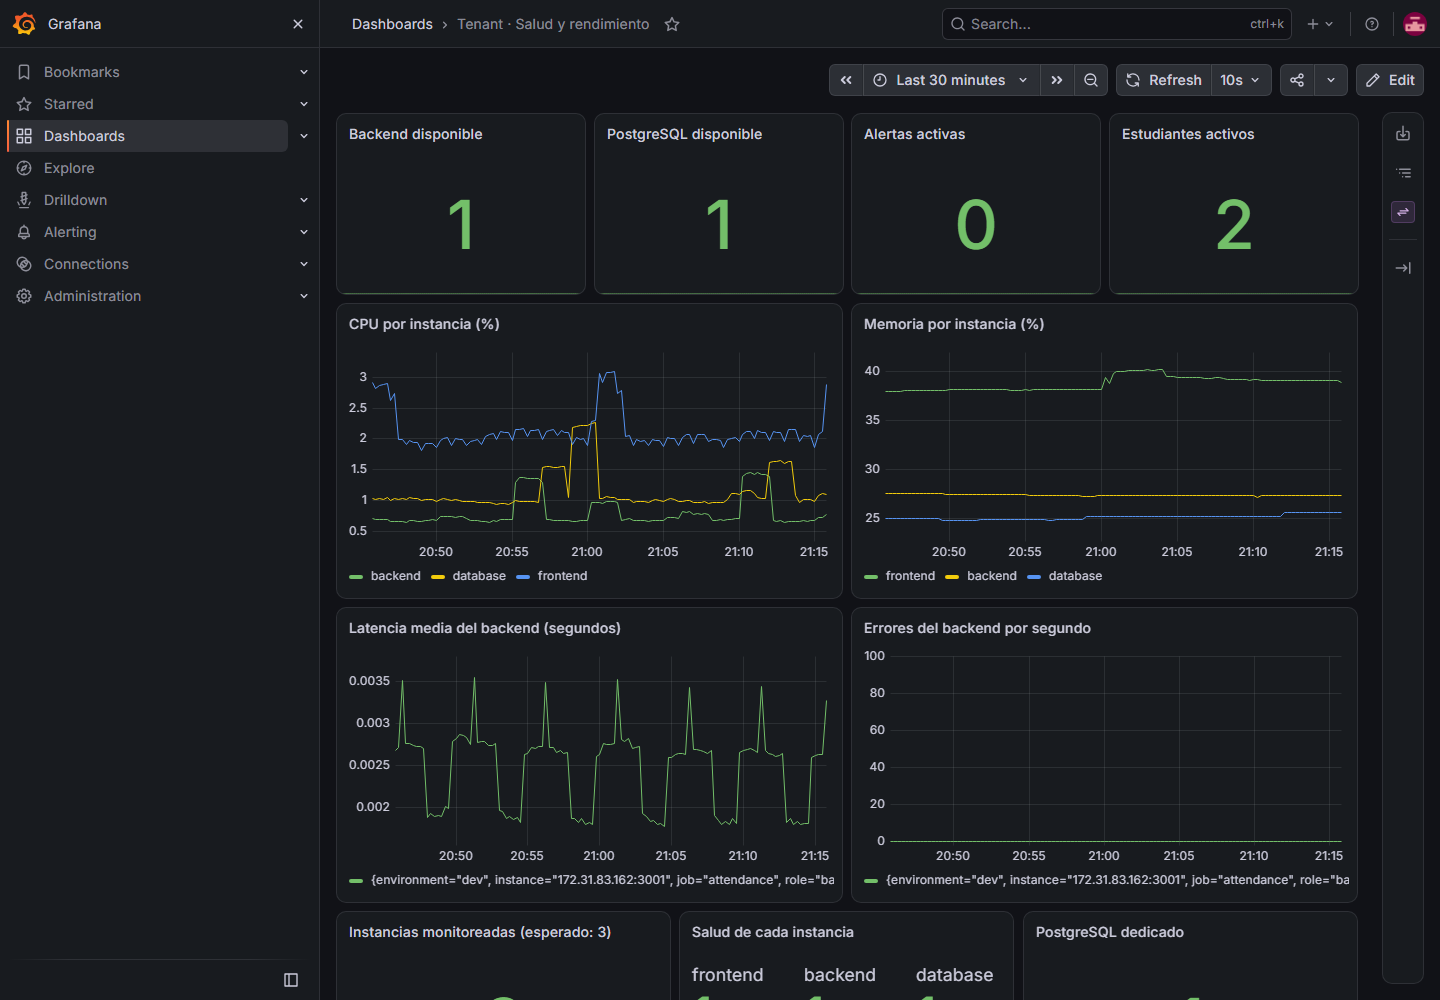 Grafana
Dashboards › Tenant · Salud y rendimiento
Search...
ctrl+k
Bookmarks
Starred
Dashboards
Explore
Drilldown
Alerting
Connections
Administration
Last 30 minutes
Refresh
10s
Edit
Backend disponible
1
PostgreSQL disponible
1
Alertas activas
0
Estudiantes activos
2
CPU por instancia (%)
3
2.5
2
1.5
1
0.5
20:50 20:55 21:00 21:05 21:10 21:15
backend database frontend
Memoria por instancia (%)
40
35
30
25
20:50 20:55 21:00 21:05 21:10 21:15
frontend backend database
Latencia media del backend (segundos)
0.0035
0.003
0.0025
0.002
20:50 20:55 21:00 21:05 21:10 21:15
{environment="dev", instance="172.31.83.162:3001", job="attendance", role="ba
Errores del backend por segundo
100
80
60
40
20
0
20:50 20:55 21:00 21:05 21:10 21:15
{environment="dev", instance="172.31.83.162:3001", job="attendance", role="ba
Instancias monitoreadas (esperado: 3)
Salud de cada instancia
frontend backend database
PostgreSQL dedicado